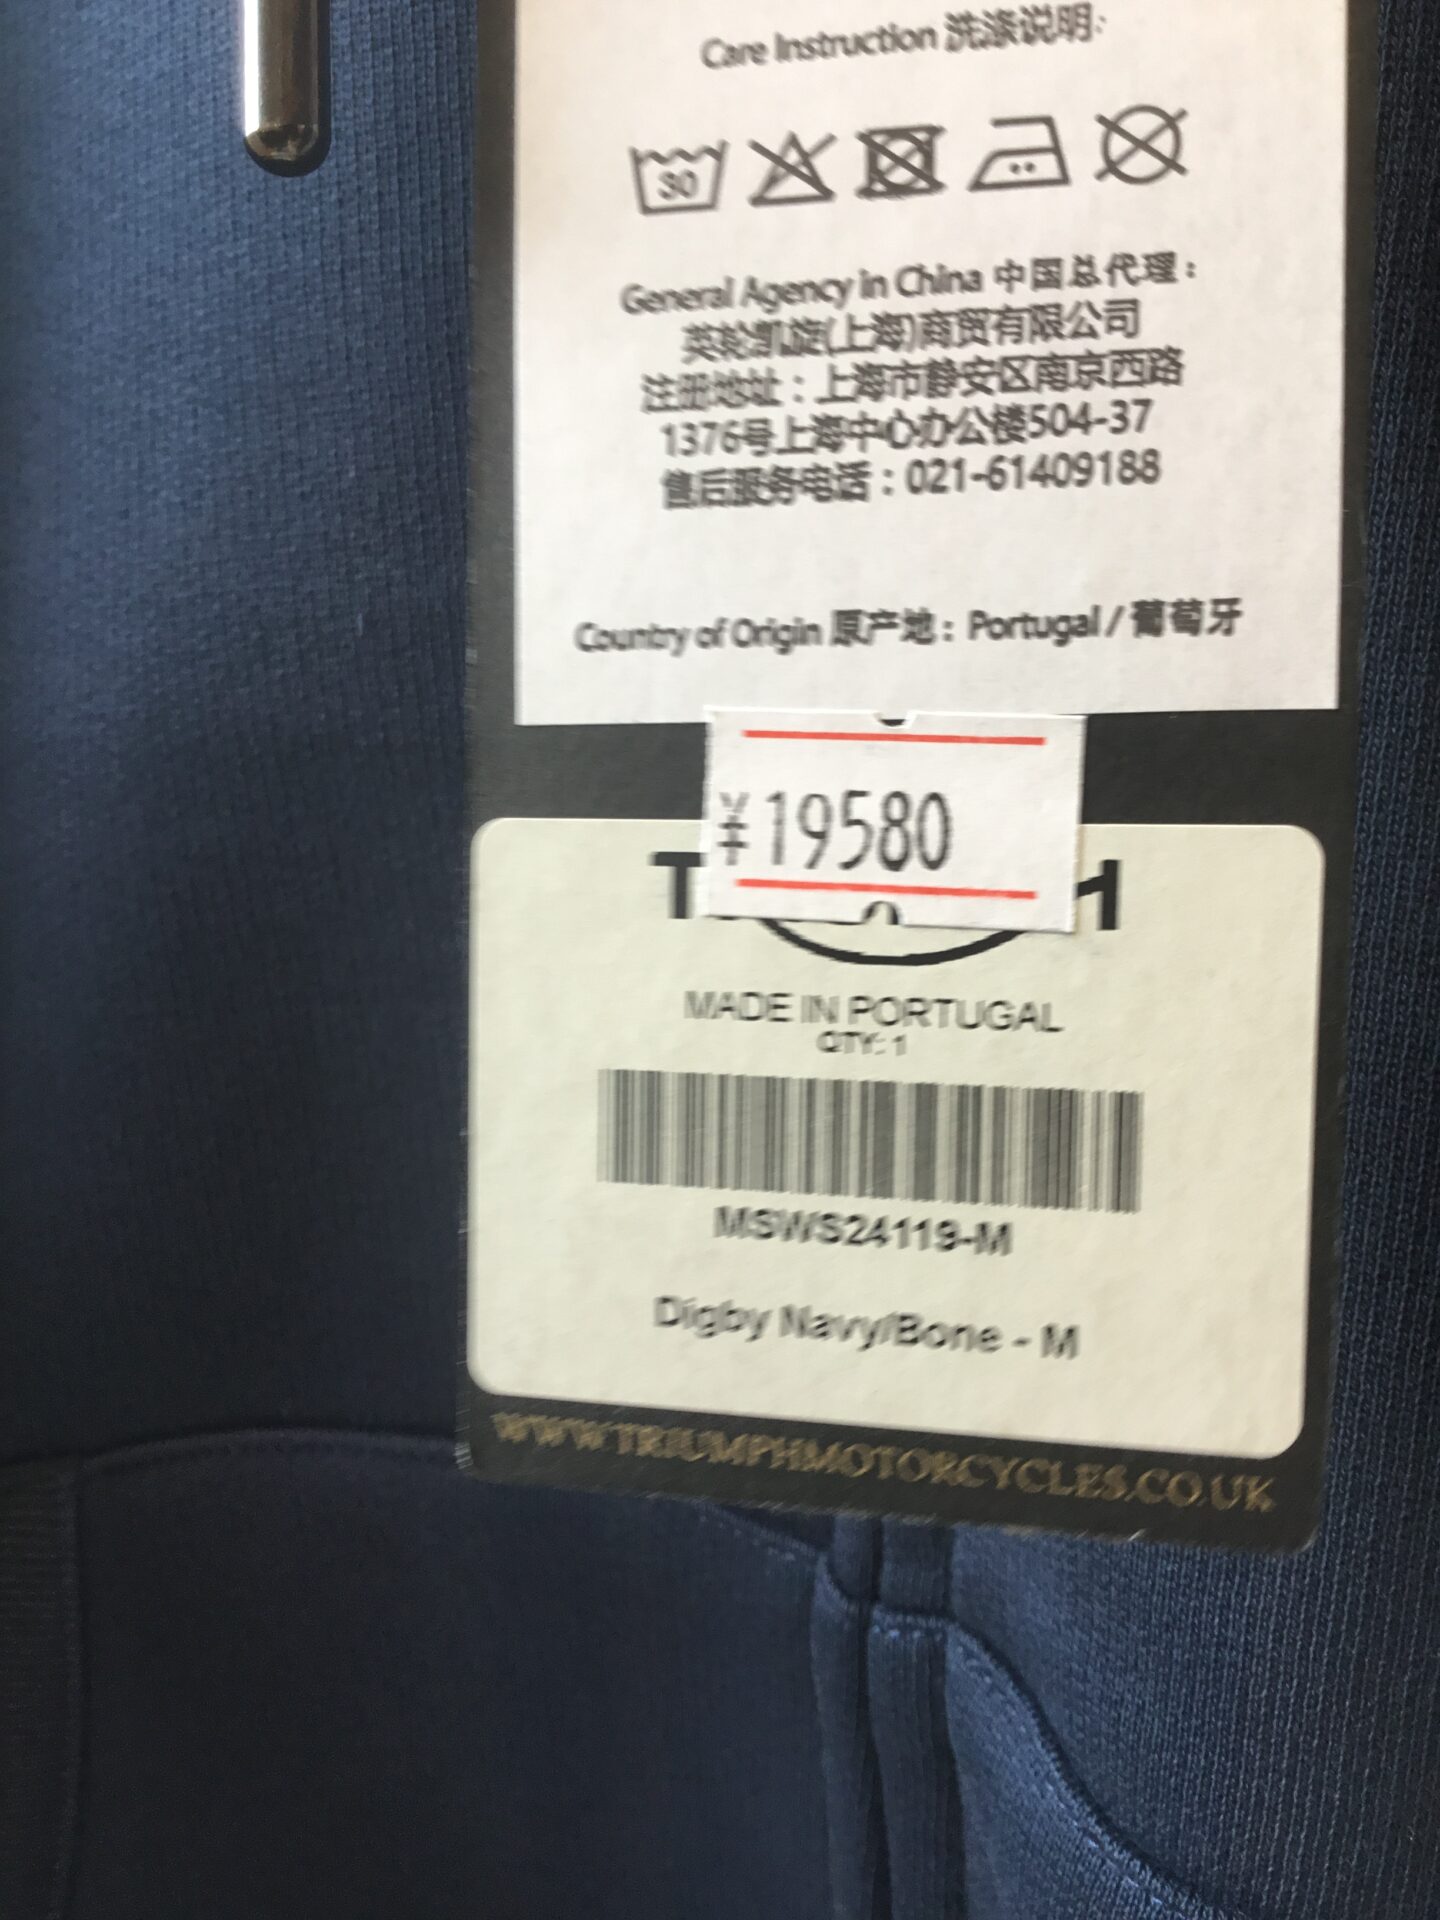 Care Instruction 洗涤说明:
30
General Agency in China 中国总代理：
英轮凯旋(上海)商贸有限公司
注册地址：上海市静安区南京西路
1376号上海中心办公楼504-37
售后服务电话：021-61409188
Country of Origin 原产地: Portugal / 葡萄牙
¥19580
MADE IN PORTUGAL
QTY: 1
MSWS24119-M
Digby Navy/Bone - M
WWW.TRIUMPHMOTORCYCLES.CO.UK